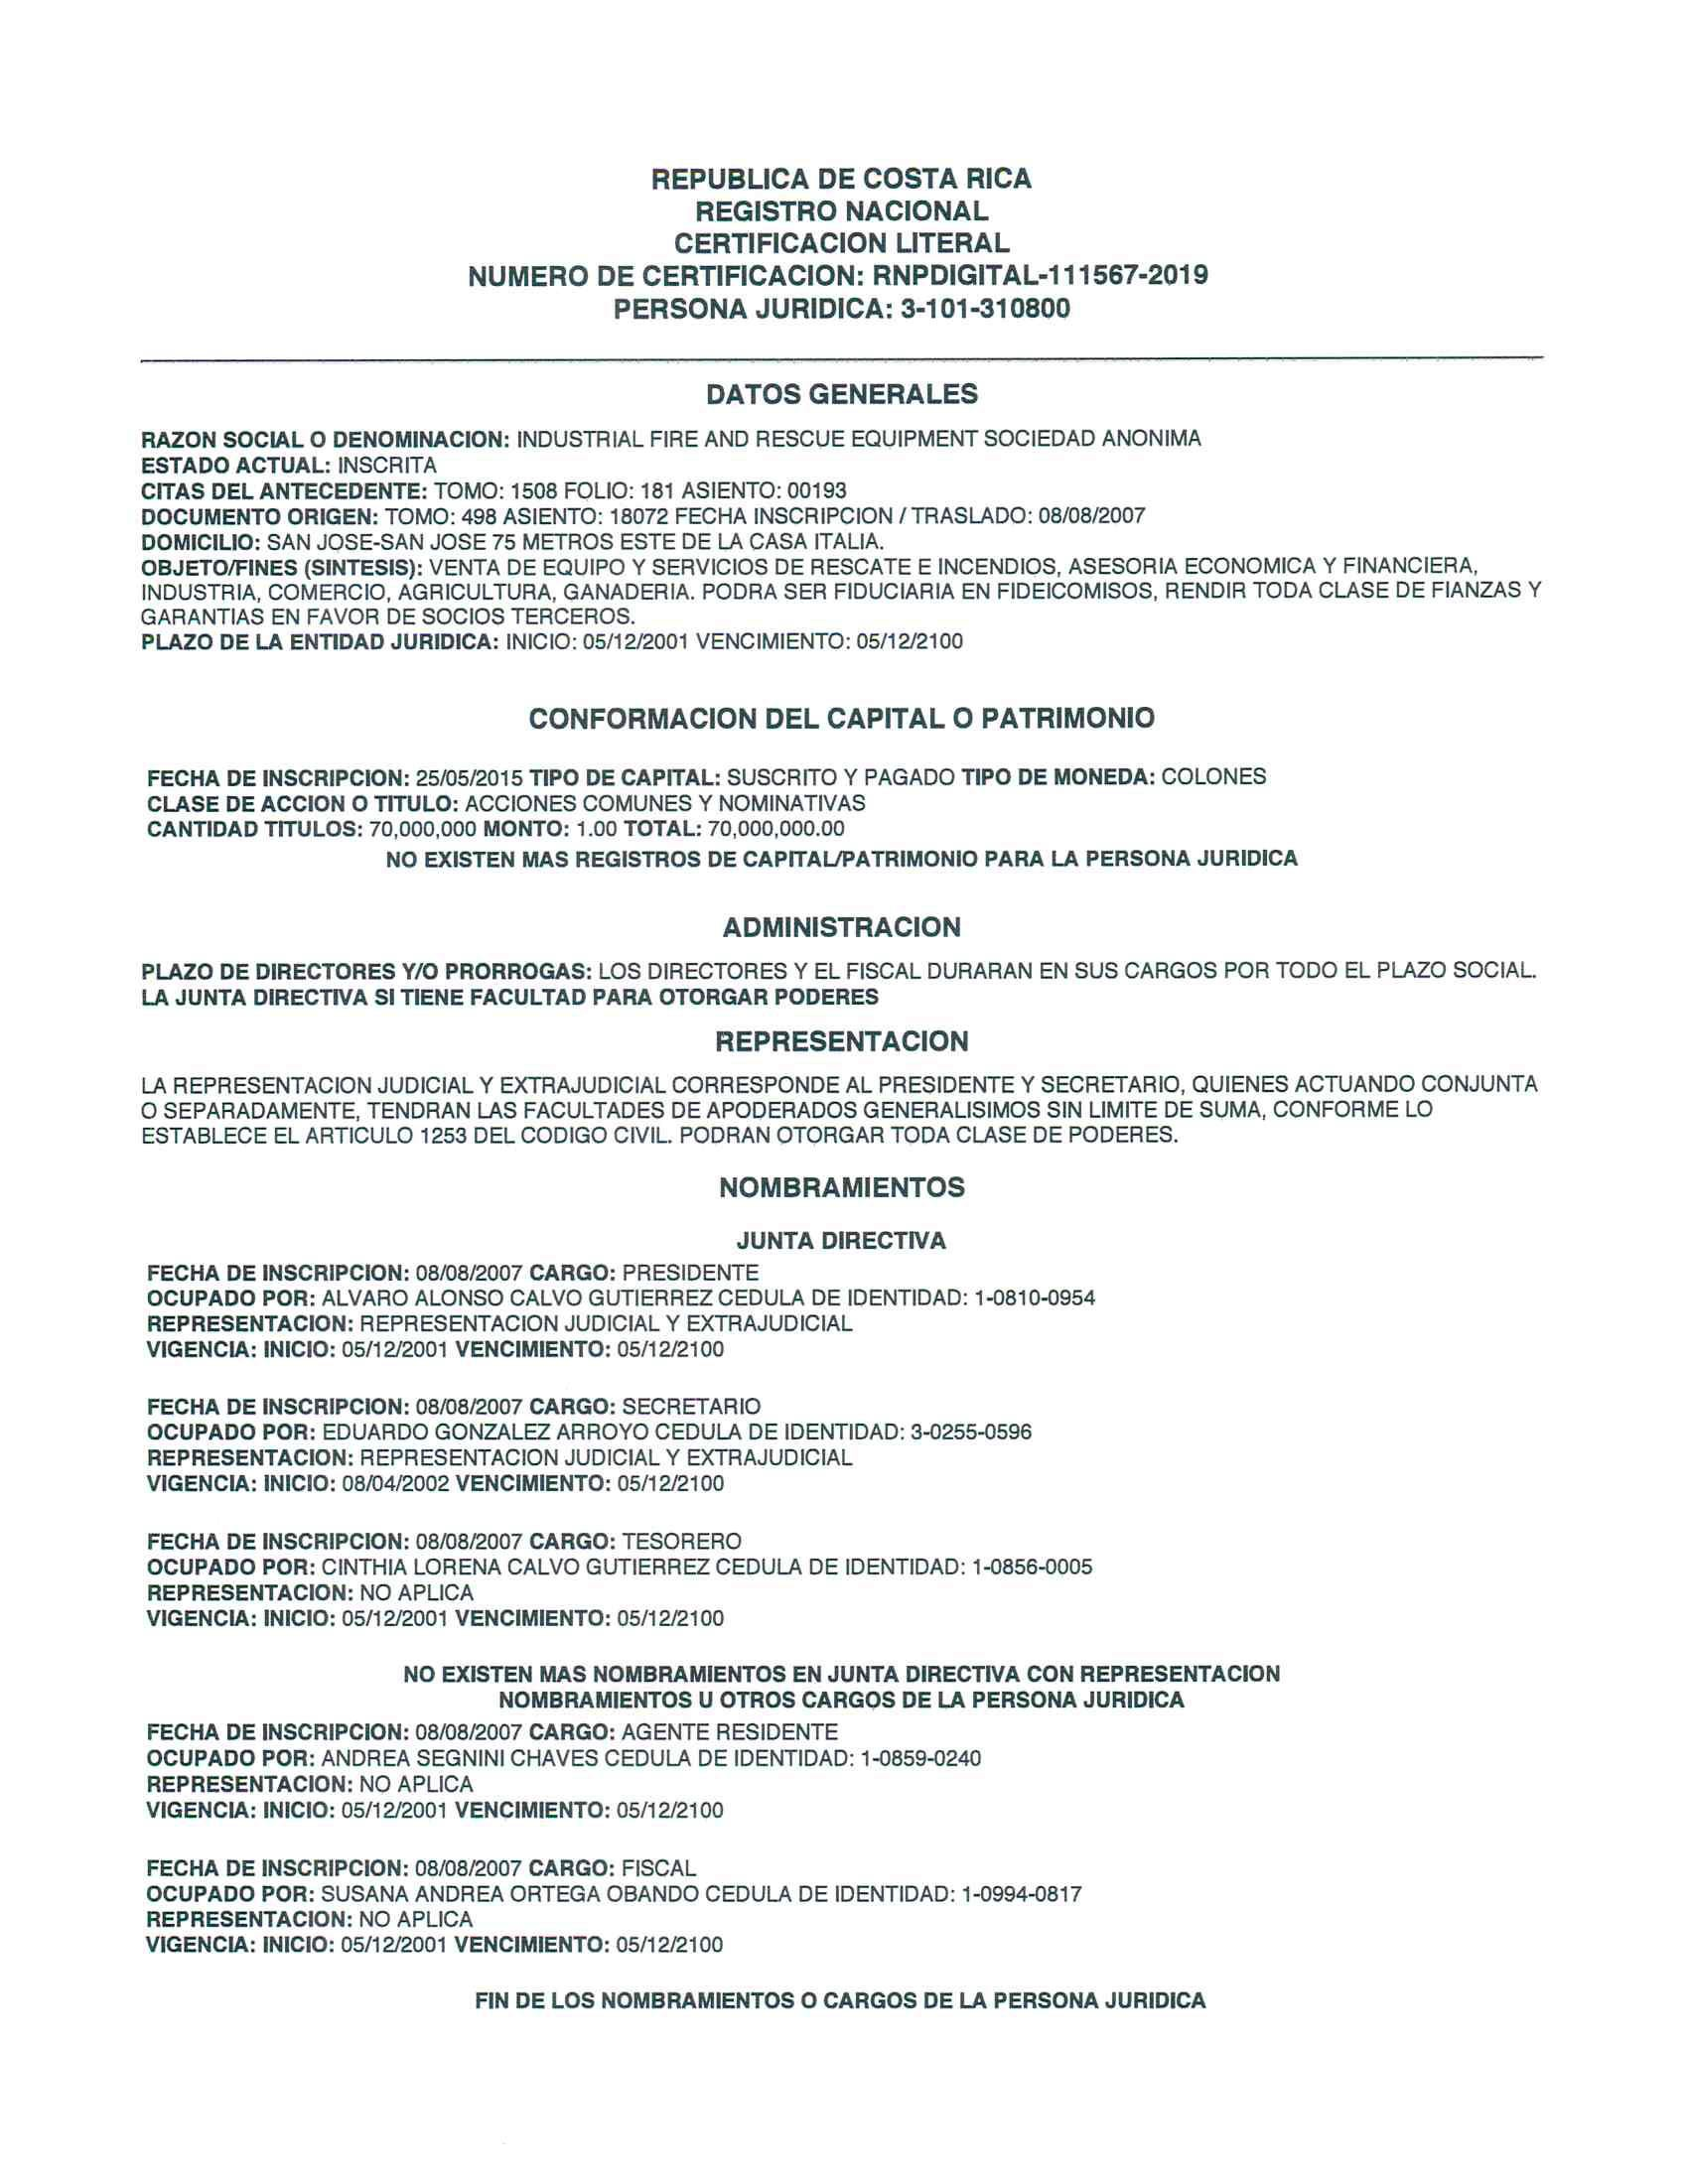 REPUBLICA DE COSTA RICA
REGISTRO NACIONAL
CERTIFICACION LITERAL
NUMERO DE CERTIFICACION: RNPDIGITAL-111567-2019
PERSONA JURIDICA: 3-101-310800
DATOS GENERALES
RAZON SOCIAL O DENOMINACION: INDUSTRIAL FIRE AND RESCUE EQUIPMENT SOCIEDAD ANONIMA
ESTADO ACTUAL: INSCRITA
CITAS DEL ANTECEDENTE: TOMO: 1508 FOLIO: 181 ASIENTO: 00193
DOCUMENTO ORIGEN: TOMO: 498 ASIENTO: 18072 FECHA INSCRIPCION / TRASLADO: 08/08/2007
DOMICILIO: SAN JOSE-SAN JOSE 75 METROS ESTE DE LA CASA ITALIA.
OBJETO/FINES (SINTESIS): VENTA DE EQUIPO Y SERVICIOS DE RESCATE E INCENDIOS, ASESORIA ECONOMICA Y FINANCIERA,
INDUSTRIA, COMERCIO, AGRICULTURA, GANADERIA. PODRA SER FIDUCIARIA EN FIDEICOMISOS, RENDIR TODA CLASE DE FIANZAS Y
GARANTIAS EN FAVOR DE SOCIOS TERCEROS.
PLAZO DE LA ENTIDAD JURIDICA: INICIO: 05/12/2001 VENCIMIENTO: 05/12/2100
CONFORMACION DEL CAPITAL O PATRIMONIO
FECHA DE INSCRIPCION: 25/05/2015 TIPO DE CAPITAL: SUSCRITO Y PAGADO TIPO DE MONEDA: COLONES
CLASE DE ACCION O TITULO: ACCIONES COMUNES Y NOMINATIVAS
CANTIDAD TITULOS: 70,000,000 MONTO: 1.00 TOTAL: 70,000,000.00
NO EXISTEN MAS REGISTROS DE CAPITAL/PATRIMONIO PARA LA PERSONA JURIDICA
ADMINISTRACION
PLAZO DE DIRECTORES Y/O PRORROGAS: LOS DIRECTORES Y EL FISCAL DURARAN EN SUS CARGOS POR TODO EL PLAZO SOCIAL.
LA JUNTA DIRECTIVA SI TIENE FACULTAD PARA OTORGAR PODERES
REPRESENTACION
LA REPRESENTACION JUDICIAL Y EXTRAJUDICIAL CORRESPONDE AL PRESIDENTE Y SECRETARIO, QUIENES ACTUANDO CONJUNTA
O SEPARADAMENTE, TENDRAN LAS FACULTADES DE APODERADOS GENERALISIMOS SIN LIMITE DE SUMA, CONFORME LO
ESTABLECE EL ARTICULO 1253 DEL CODIGO CIVIL. PODRAN OTORGAR TODA CLASE DE PODERES.
NOMBRAMIENTOS
JUNTA DIRECTIVA
FECHA DE INSCRIPCION: 08/08/2007 CARGO: PRESIDENTE
OCUPADO POR: ALVARO ALONSO CALVO GUTIERREZ CEDULA DE IDENTIDAD: 1-0810-0954
REPRESENTACION: REPRESENTACION JUDICIAL Y EXTRAJUDICIAL
VIGENCIA: INICIO: 05/12/2001 VENCIMIENTO: 05/12/2100
FECHA DE INSCRIPCION: 08/08/2007 CARGO: SECRETARIO
OCUPADO POR: EDUARDO GONZALEZ ARROYO CEDULA DE IDENTIDAD: 3-0255-0596
REPRESENTACION: REPRESENTACION JUDICIAL Y EXTRAJUDICIAL
VIGENCIA: INICIO: 08/04/2002 VENCIMIENTO: 05/12/2100
FECHA DE INSCRIPCION: 08/08/2007 CARGO: TESORERO
OCUPADO POR: CINTHIA LORENA CALVO GUTIERREZ CEDULA DE IDENTIDAD: 1-0856-0005
REPRESENTACION: NO APLICA
VIGENCIA: INICIO: 05/12/2001 VENCIMIENTO: 05/12/2100
NO EXISTEN MAS NOMBRAMIENTOS EN JUNTA DIRECTIVA CON REPRESENTACION
NOMBRAMIENTOS U OTROS CARGOS DE LA PERSONA JURIDICA
FECHA DE INSCRIPCION: 08/08/2007 CARGO: AGENTE RESIDENTE
OCUPADO POR: ANDREA SEGNINI CHAVES CEDULA DE IDENTIDAD: 1-0859-0240
REPRESENTACION: NO APLICA
VIGENCIA: INICIO: 05/12/2001 VENCIMIENTO: 05/12/2100
FECHA DE INSCRIPCION: 08/08/2007 CARGO: FISCAL
OCUPADO POR: SUSANA ANDREA ORTEGA OBANDO CEDULA DE IDENTIDAD: 1-0994-0817
REPRESENTACION: NO APLICA
VIGENCIA: INICIO: 05/12/2001 VENCIMIENTO: 05/12/2100
FIN DE LOS NOMBRAMIENTOS O CARGOS DE LA PERSONA JURIDICA